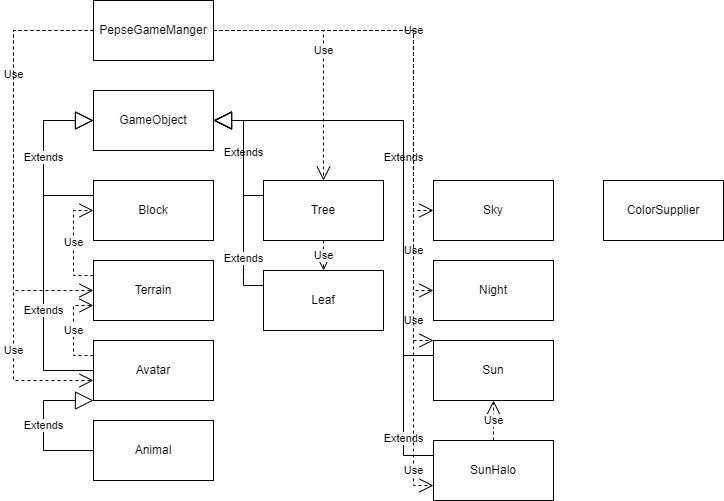 PepseGameManger
Use
Use
Use
GameObject
Extends
Extends
Extends
Block
Tree
Sky
ColorSupplier
Use
Use
Use
Extends
Terrain
Leaf
Night
Extends
Use
Use
Use
Avatar
Sun
Extends
Use
Extends
Animal
SunHalo
Use